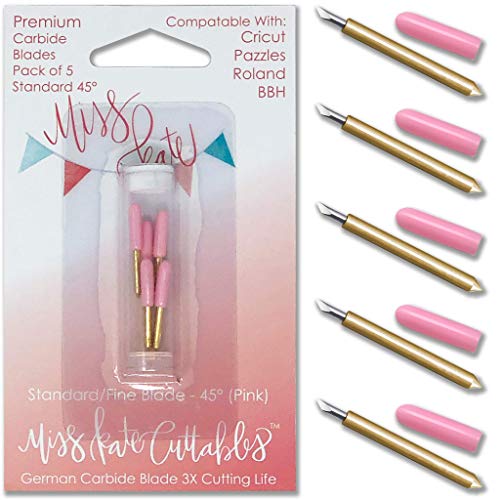 Premium
Carbide
Blades
Pack of 5
Standard 45°
Compatable With:
Cricut
Pazzles
Roland
BBH
Miss Kate
Standard/Fine Blade - 45° (Pink)
Miss Kate Cuttables™
German Carbide Blade 3X Cutting Life